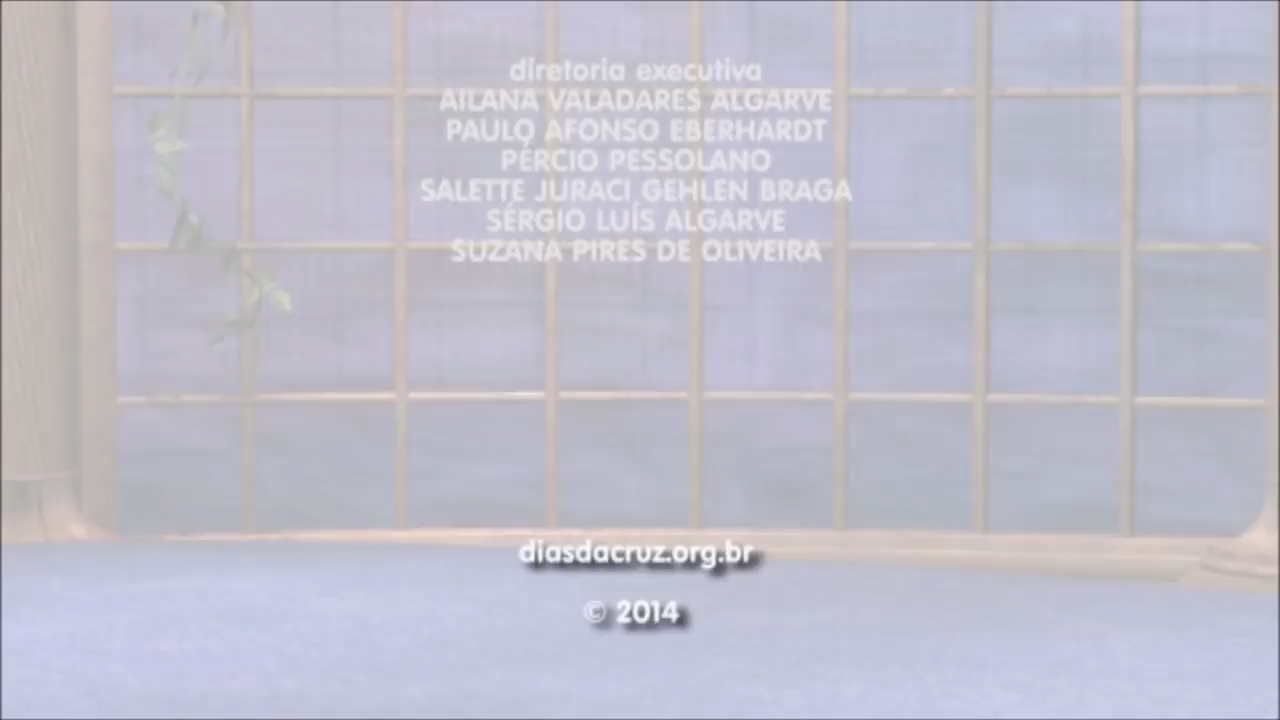 diretoria executiva
AILANA VALADARES ALGARVE
PAULO AFONSO EBERHARDT
PÉRCIO PESSOLANO
SALETTE JURACI GEHLEN BRAGA
SÉRGIO LUÍS ALGARVE
SUZANA PIRES DE OLIVEIRA
diasdacruz.org.br
© 2014